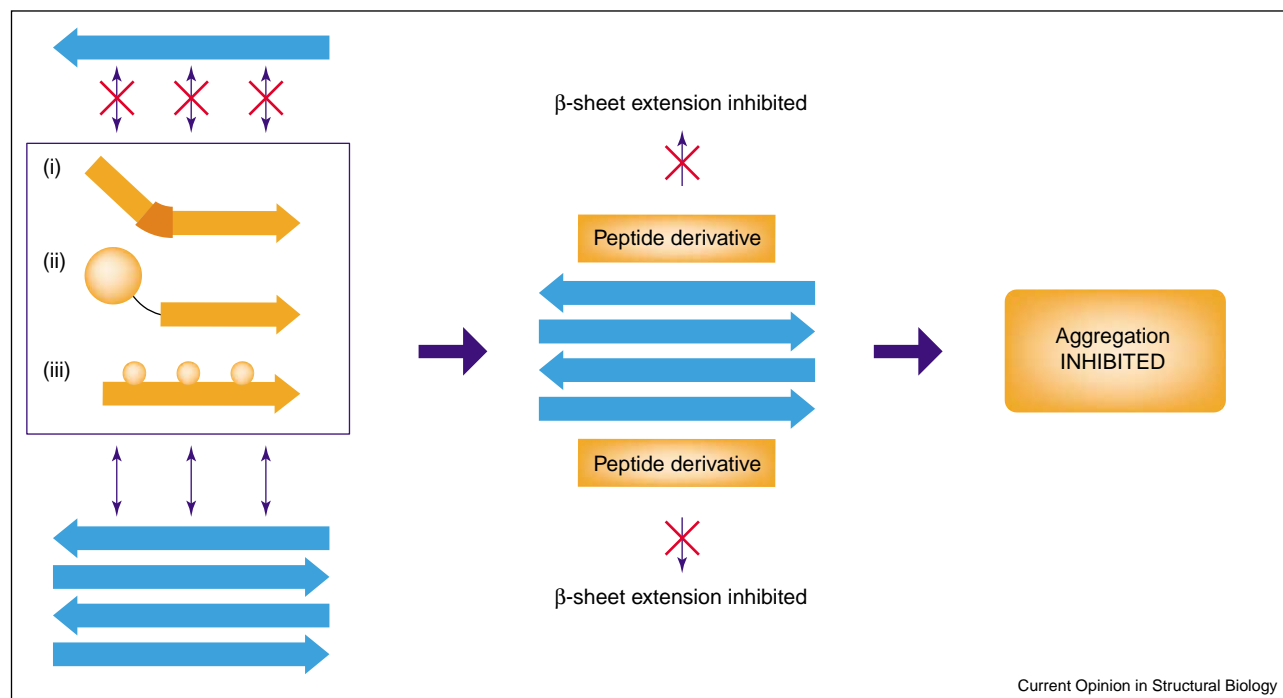 (i)
(ii)
(iii)
β-sheet extension inhibited
Peptide derivative
Peptide derivative
β-sheet extension inhibited
Aggregation
INHIBITED
Current Opinion in Structural Biology